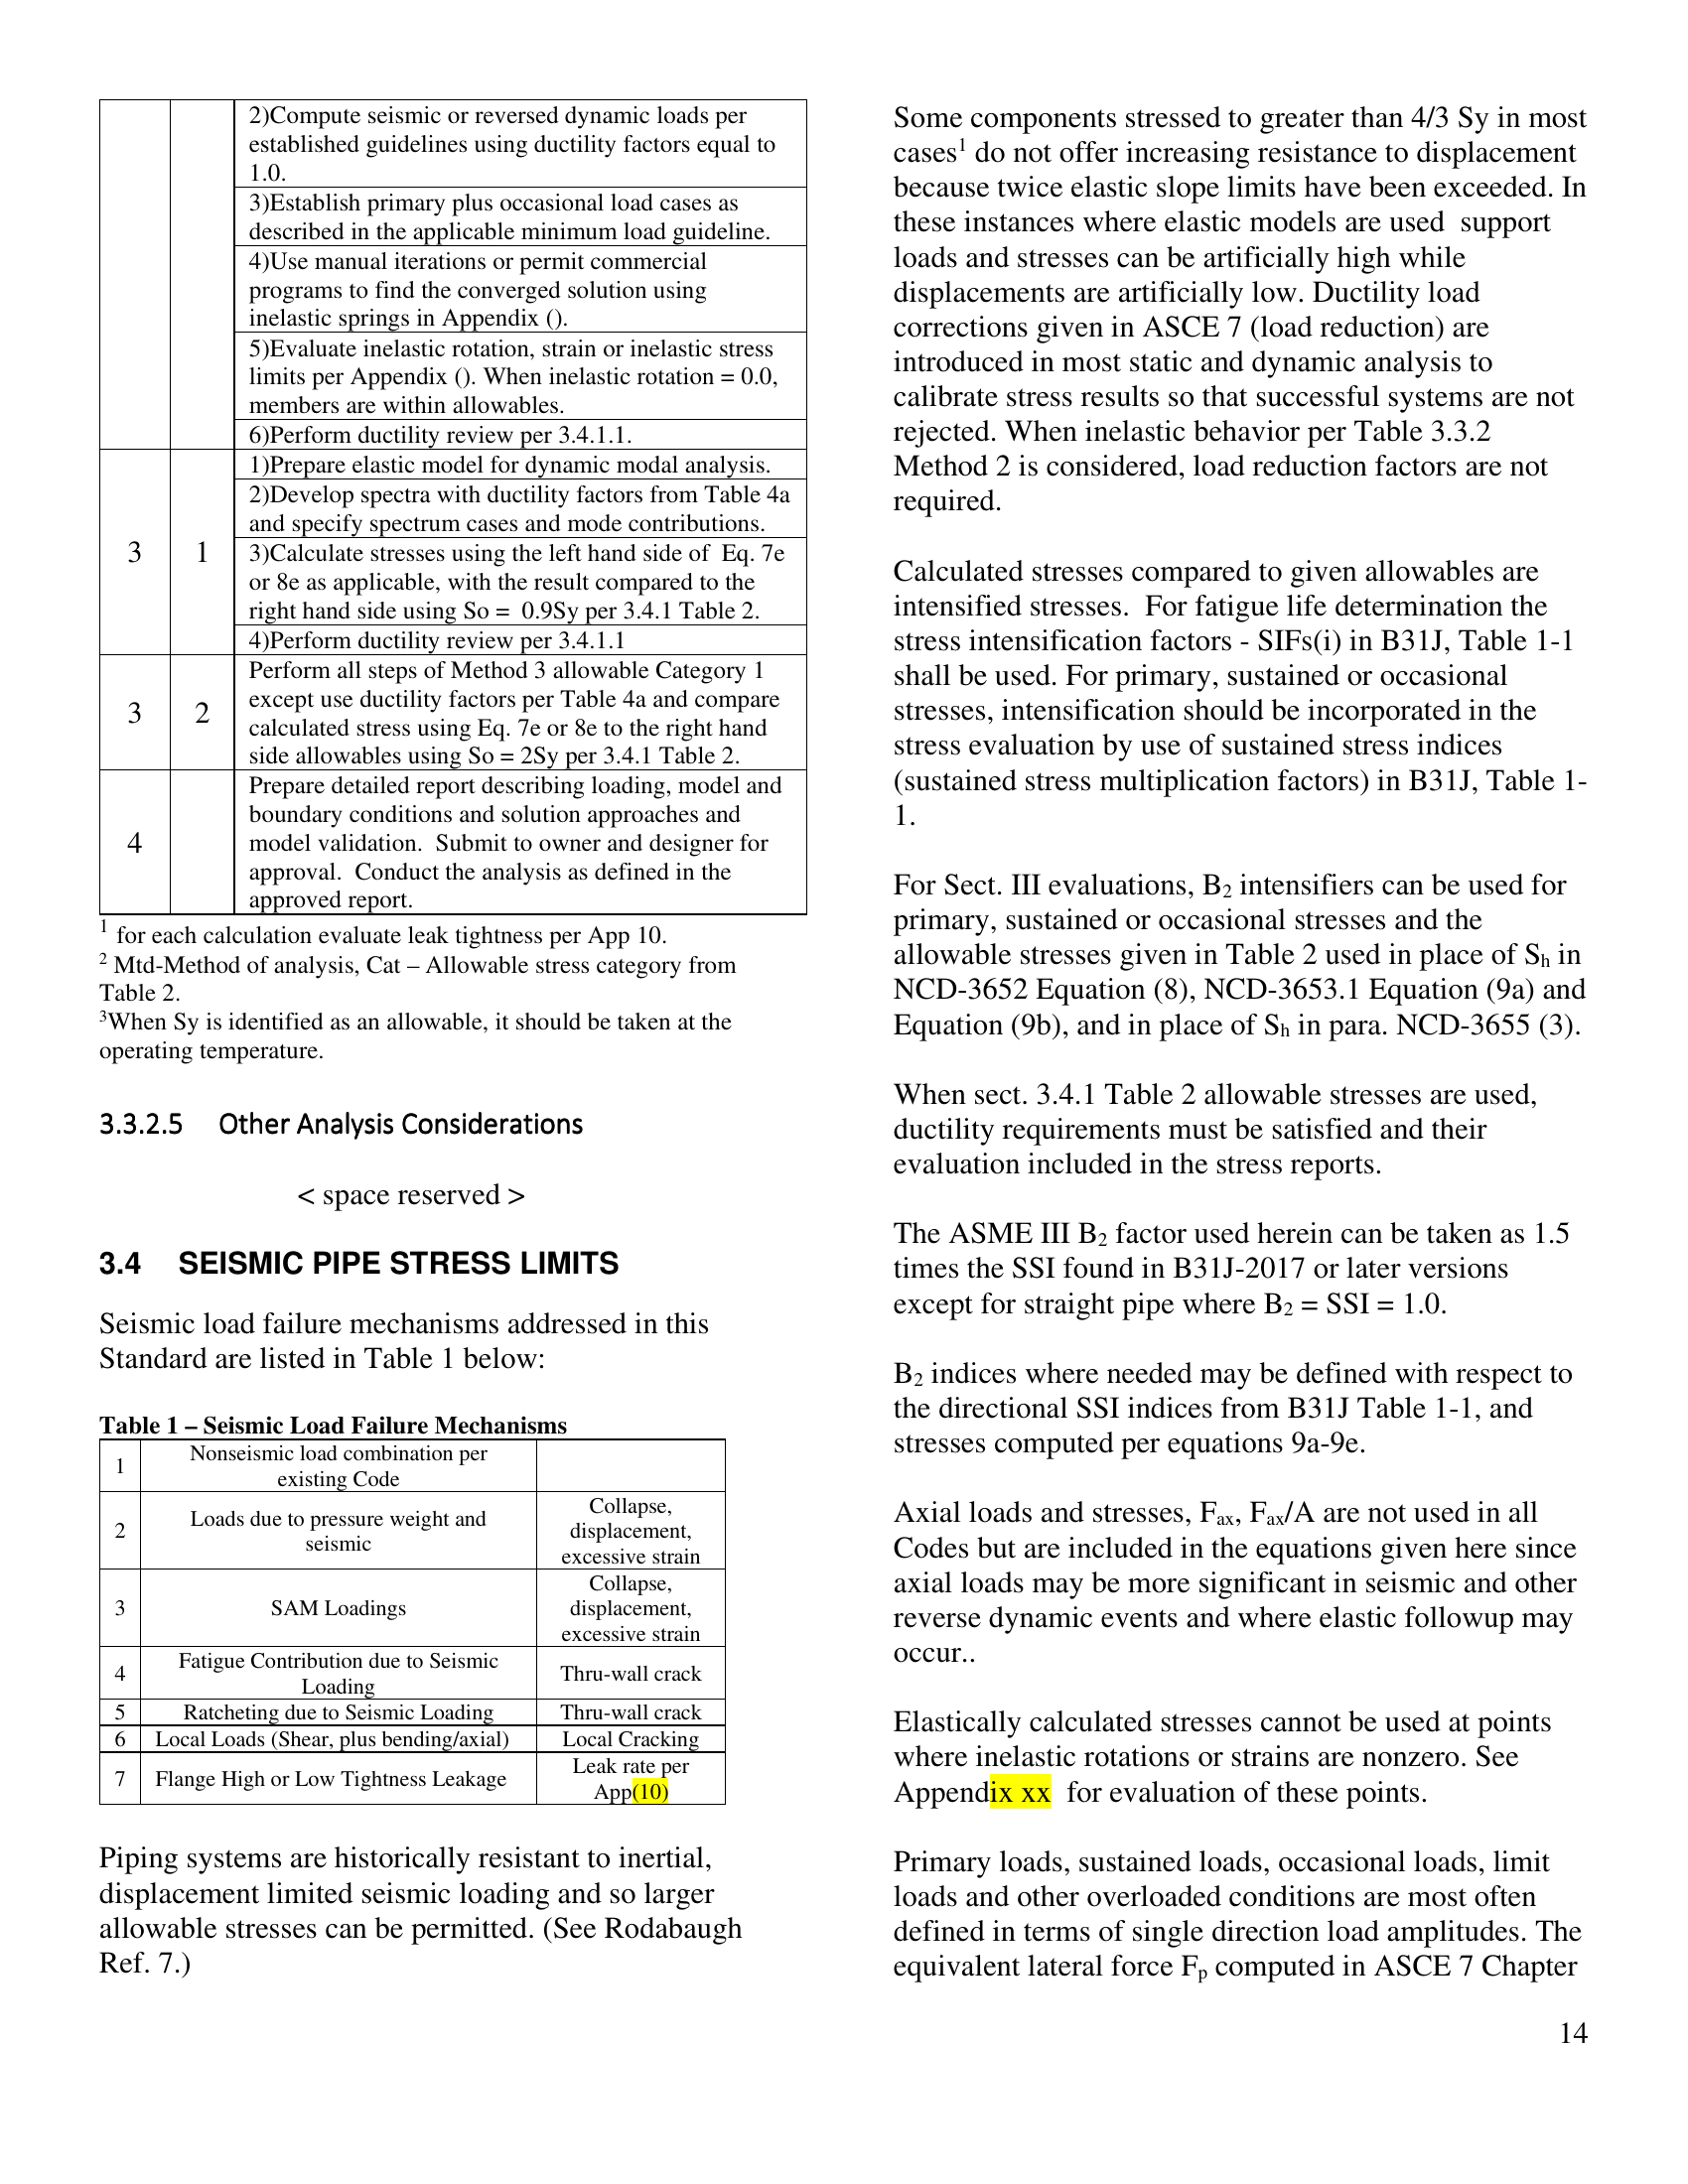 2)Compute seismic or reversed dynamic loads per
established guidelines using ductility factors equal to
1.0.
3)Establish primary plus occasional load cases as
described in the applicable minimum load guideline.
4)Use manual iterations or permit commercial
programs to find the converged solution using
inelastic springs in Appendix ().
5)Evaluate inelastic rotation, strain or inelastic stress
limits per Appendix (). When inelastic rotation = 0.0,
members are within allowables.
6)Perform ductility review per 3.4.1.1.
3 1
1)Prepare elastic model for dynamic modal analysis.
2)Develop spectra with ductility factors from Table 4a
and specify spectrum cases and mode contributions.
3)Calculate stresses using the left hand side of  Eq. 7e
or 8e as applicable, with the result compared to the
right hand side using So =  0.9Sy per 3.4.1 Table 2.
4)Perform ductility review per 3.4.1.1
3 2
Perform all steps of Method 3 allowable Category 1
except use ductility factors per Table 4a and compare
calculated stress using Eq. 7e or 8e to the right hand
side allowables using So = 2Sy per 3.4.1 Table 2.
4
Prepare detailed report describing loading, model and
boundary conditions and solution approaches and
model validation.  Submit to owner and designer for
approval.  Conduct the analysis as defined in the
approved report.
1 for each calculation evaluate leak tightness per App 10.
2 Mtd-Method of analysis, Cat – Allowable stress category from
Table 2.
3When Sy is identified as an allowable, it should be taken at the
operating temperature.
3.3.2.5 Other Analysis Considerations
< space reserved >
3.4 SEISMIC PIPE STRESS LIMITS
Seismic load failure mechanisms addressed in this
Standard are listed in Table 1 below:
Table 1 – Seismic Load Failure Mechanisms
1 Nonseismic load combination per
existing Code
2 Loads due to pressure weight and
seismic
Collapse,
displacement,
excessive strain
3 SAM Loadings
Collapse,
displacement,
excessive strain
4 Fatigue Contribution due to Seismic
Loading
Thru-wall crack
5 Ratcheting due to Seismic Loading Thru-wall crack
6 Local Loads (Shear, plus bending/axial) Local Cracking
7 Flange High or Low Tightness Leakage
Leak rate per
App(10)
Piping systems are historically resistant to inertial,
displacement limited seismic loading and so larger
allowable stresses can be permitted. (See Rodabaugh
Ref. 7.)
Some components stressed to greater than 4/3 Sy in most
cases1 do not offer increasing resistance to displacement
because twice elastic slope limits have been exceeded. In
these instances where elastic models are used  support
loads and stresses can be artificially high while
displacements are artificially low. Ductility load
corrections given in ASCE 7 (load reduction) are
introduced in most static and dynamic analysis to
calibrate stress results so that successful systems are not
rejected. When inelastic behavior per Table 3.3.2
Method 2 is considered, load reduction factors are not
required.
Calculated stresses compared to given allowables are
intensified stresses.  For fatigue life determination the
stress intensification factors - SIFs(i) in B31J, Table 1-1
shall be used. For primary, sustained or occasional
stresses, intensification should be incorporated in the
stress evaluation by use of sustained stress indices
(sustained stress multiplication factors) in B31J, Table 1-
1.
For Sect. III evaluations, B2 intensifiers can be used for
primary, sustained or occasional stresses and the
allowable stresses given in Table 2 used in place of Sh in
NCD-3652 Equation (8), NCD-3653.1 Equation (9a) and
Equation (9b), and in place of Sh in para. NCD-3655 (3).
When sect. 3.4.1 Table 2 allowable stresses are used,
ductility requirements must be satisfied and their
evaluation included in the stress reports.
The ASME III B2 factor used herein can be taken as 1.5
times the SSI found in B31J-2017 or later versions
except for straight pipe where B2 = SSI = 1.0.
B2 indices where needed may be defined with respect to
the directional SSI indices from B31J Table 1-1, and
stresses computed per equations 9a-9e.
Axial loads and stresses, Fax, Fax/A are not used in all
Codes but are included in the equations given here since
axial loads may be more significant in seismic and other
reverse dynamic events and where elastic followup may
occur..
Elastically calculated stresses cannot be used at points
where inelastic rotations or strains are nonzero. See
Appendix xx  for evaluation of these points.
Primary loads, sustained loads, occasional loads, limit
loads and other overloaded conditions are most often
defined in terms of single direction load amplitudes. The
equivalent lateral force Fp computed in ASCE 7 Chapter
14